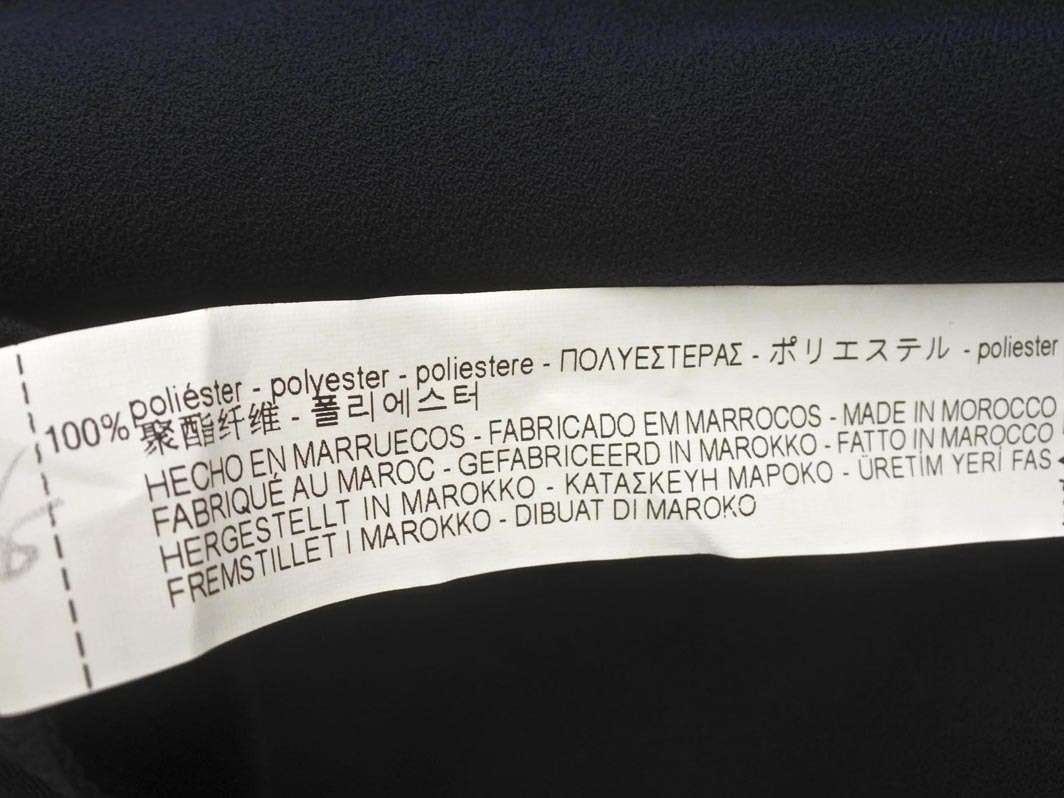 100% poliéster - polyester - poliestere - ΠΟΛΥΕΣΤΕΡΑΣ - ポリエステル - poliester
聚酯纤维 - 폴리에스터
HECHO EN MARRUECOS - FABRICADO EM MARROCOS - MADE IN MOROCCO
FABRIQUÉ AU MAROC - GEFABRICEERD IN MAROKKO - FATTO IN MAROCCO
HERGESTELLT IN MAROKKO - ΚΑΤΑΣΚΕΥΗ ΜΑΡΟΚΟ - ÜRETİM YERİ FAS
FREMSTILLET I MAROKKO - DIBUAT DI MAROKO